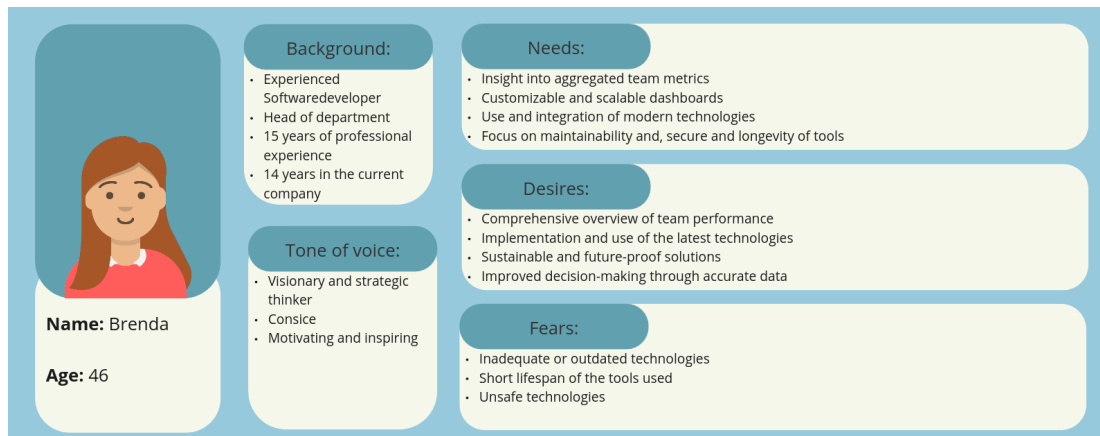 Name: Brenda
Age: 46
Background:
• Experienced
Softwaredeveloper
• Head of department
• 15 years of professional
experience
• 14 years in the current
company
Tone of voice:
• Visionary and strategic
thinker
• Consice
• Motivating and inspiring
Needs:
• Insight into aggregated team metrics
• Customizable and scalable dashboards
• Use and integration of modern technologies
• Focus on maintainability and, secure and longevity of tools
Desires:
• Comprehensive overview of team performance
• Implementation and use of the latest technologies
• Sustainable and future-proof solutions
• Improved decision-making through accurate data
Fears:
• Inadequate or outdated technologies
• Short lifespan of the tools used
• Unsafe technologies